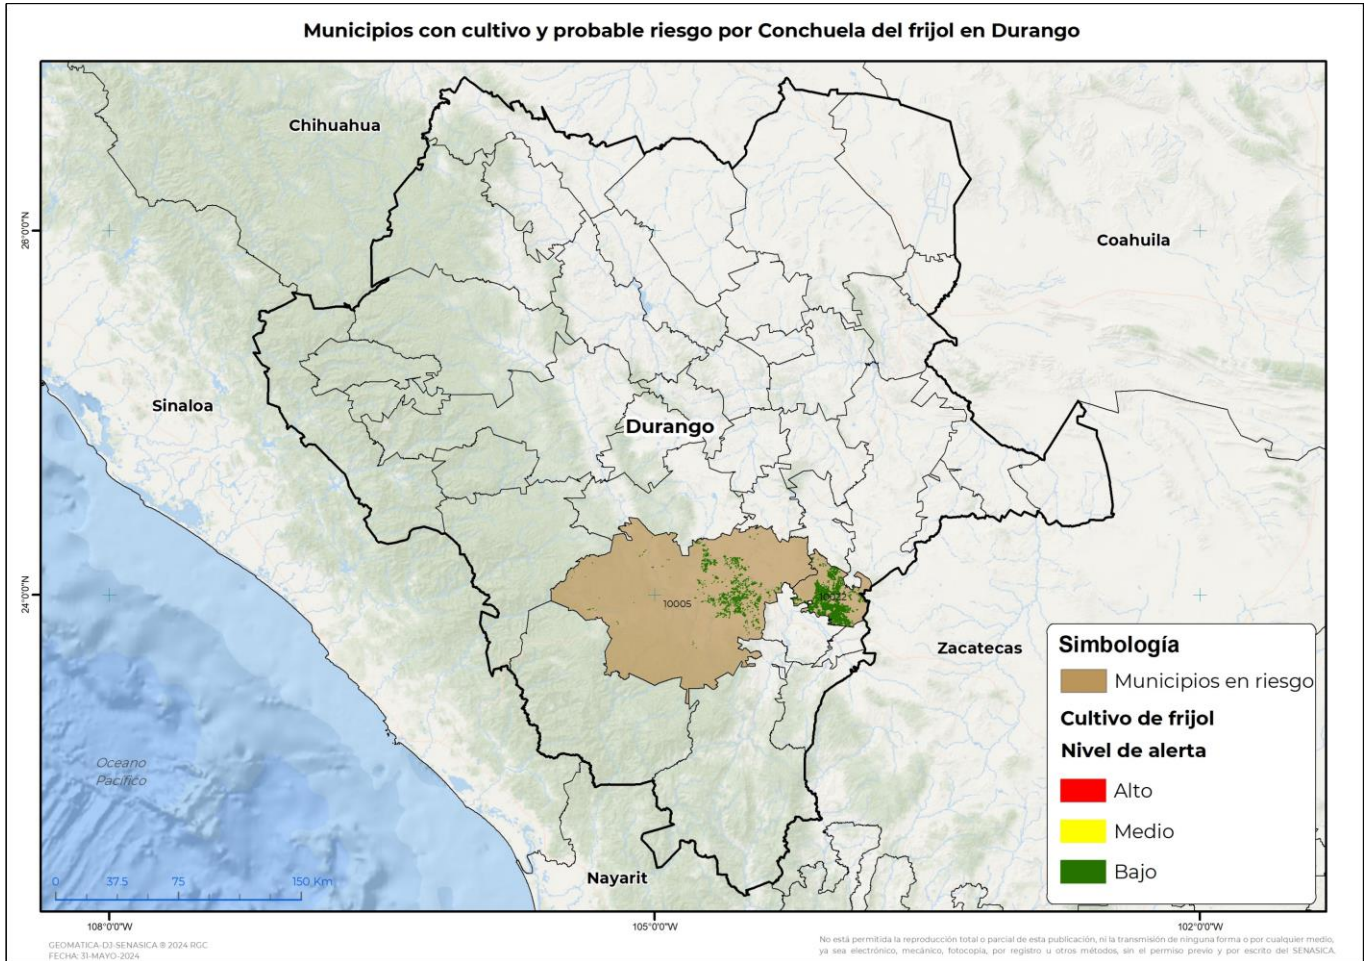 Municipios con cultivo y probable riesgo por Conchuela del frijol en Durango
Chihuahua
26°0'0"N
Coahuila
Sinaloa
Durango
24°0'0"N
10005
Zacatecas
Simbología
Municipios en riesgo
Cultivo de frijol
Nivel de alerta
Alto
Medio
Bajo
Oceano
Pacífico
Nayarit
0 37.5 75 150 Km
108°0'0"W 105°0'0"W 102°0'0"W
GEOMATICA-DJ-SENASICA ® 2024 RGC
FECHA: 31-MAYO-2024
No está permitida la reproducción total o parcial de esta publicación, ni la transmisión de ninguna forma o por cualquier medio,
ya sea electrónico, mecánico, fotocopia, por registro u otros métodos, sin el permiso previo y por escrito del SENASICA.